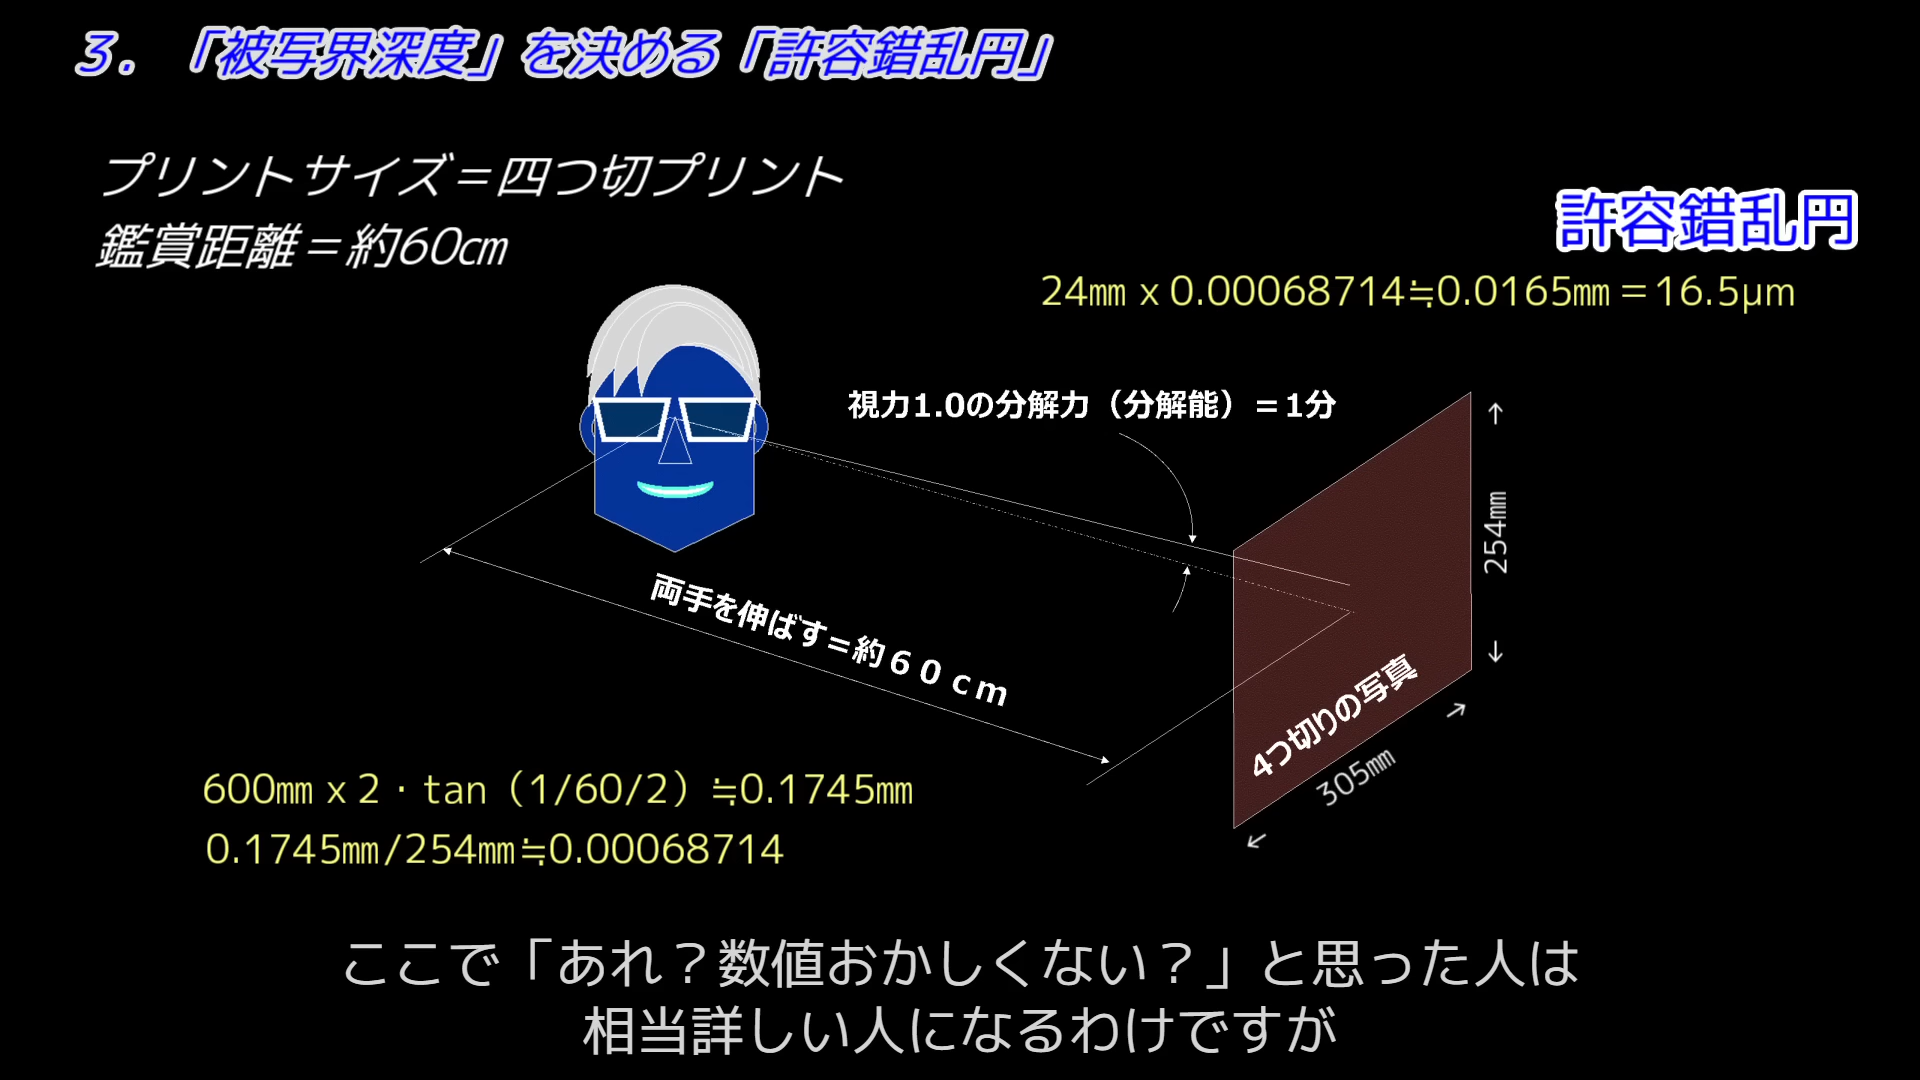 3．「被写界深度」を決める「許容錯乱円」
プリントサイズ＝四つ切プリント
鑑賞距離＝約60㎝
許容錯乱円
24㎜ x 0.00068714≒0.0165㎜＝16.5μm
視力1.0の分解力（分解能）＝1分
254㎜
両手を伸ばす＝約６０ｃｍ
4つ切りの写真
305㎜
600㎜ x 2・tan（1/60/2）≒0.1745㎜
0.1745㎜/254㎜≒0.00068714
ここで「あれ？数値おかしくない？」と思った人は
相当詳しい人になるわけですが